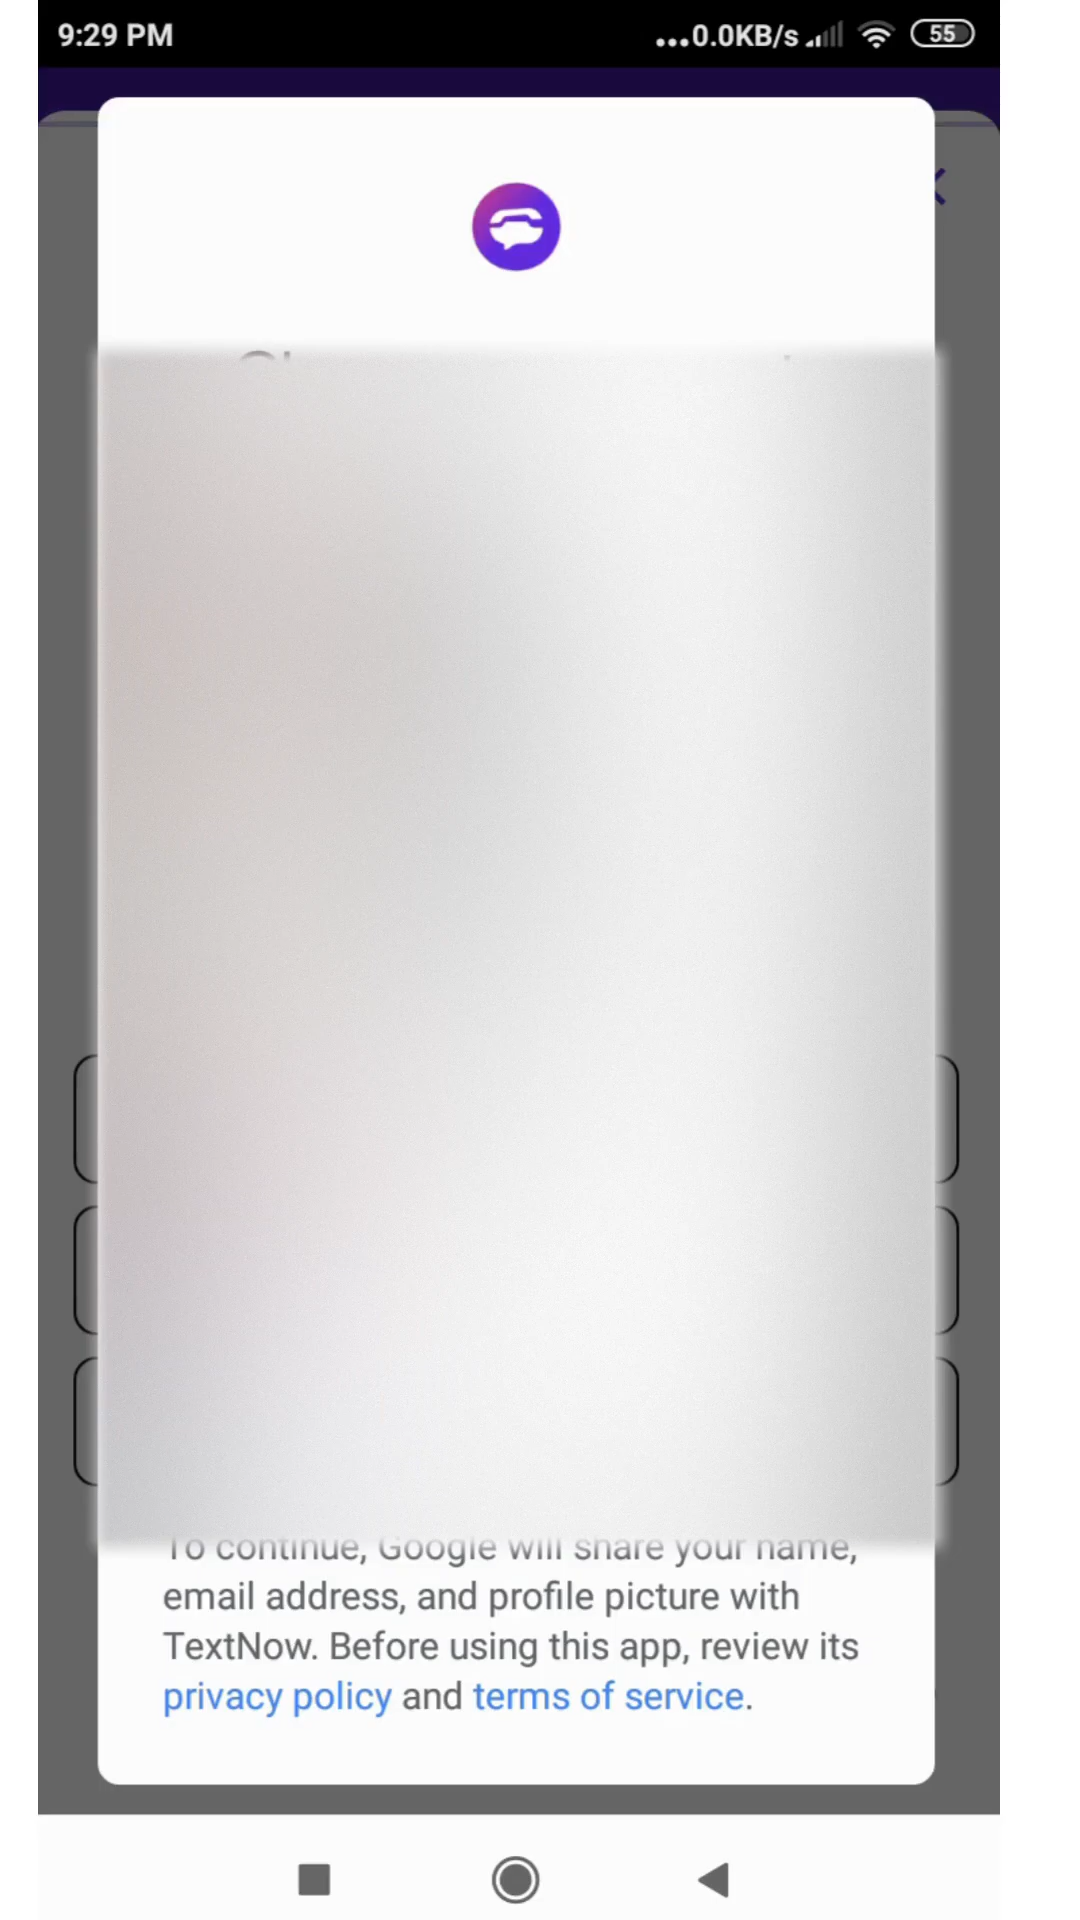 9:29 PM
...0.0KB/s
55
To continue, Google will share your name,
email address, and profile picture with
TextNow. Before using this app, review its
privacy policy and terms of service.